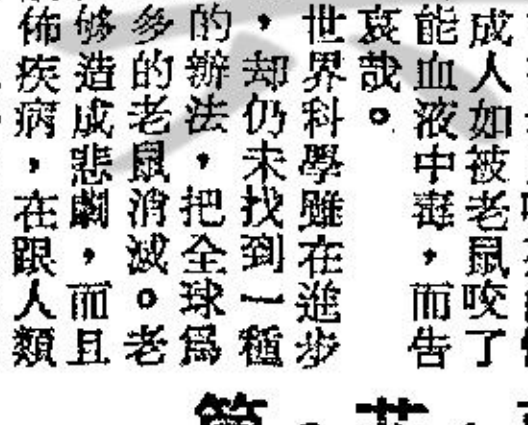 成人如被老鼠咬了
能血液中毒，而告
哀哉。
世界科學雖在進步
，却仍未找到一種
的辦法，把全球爲
多的老鼠消滅。老
够造成悲劇，而且
佈疾病，在跟人類